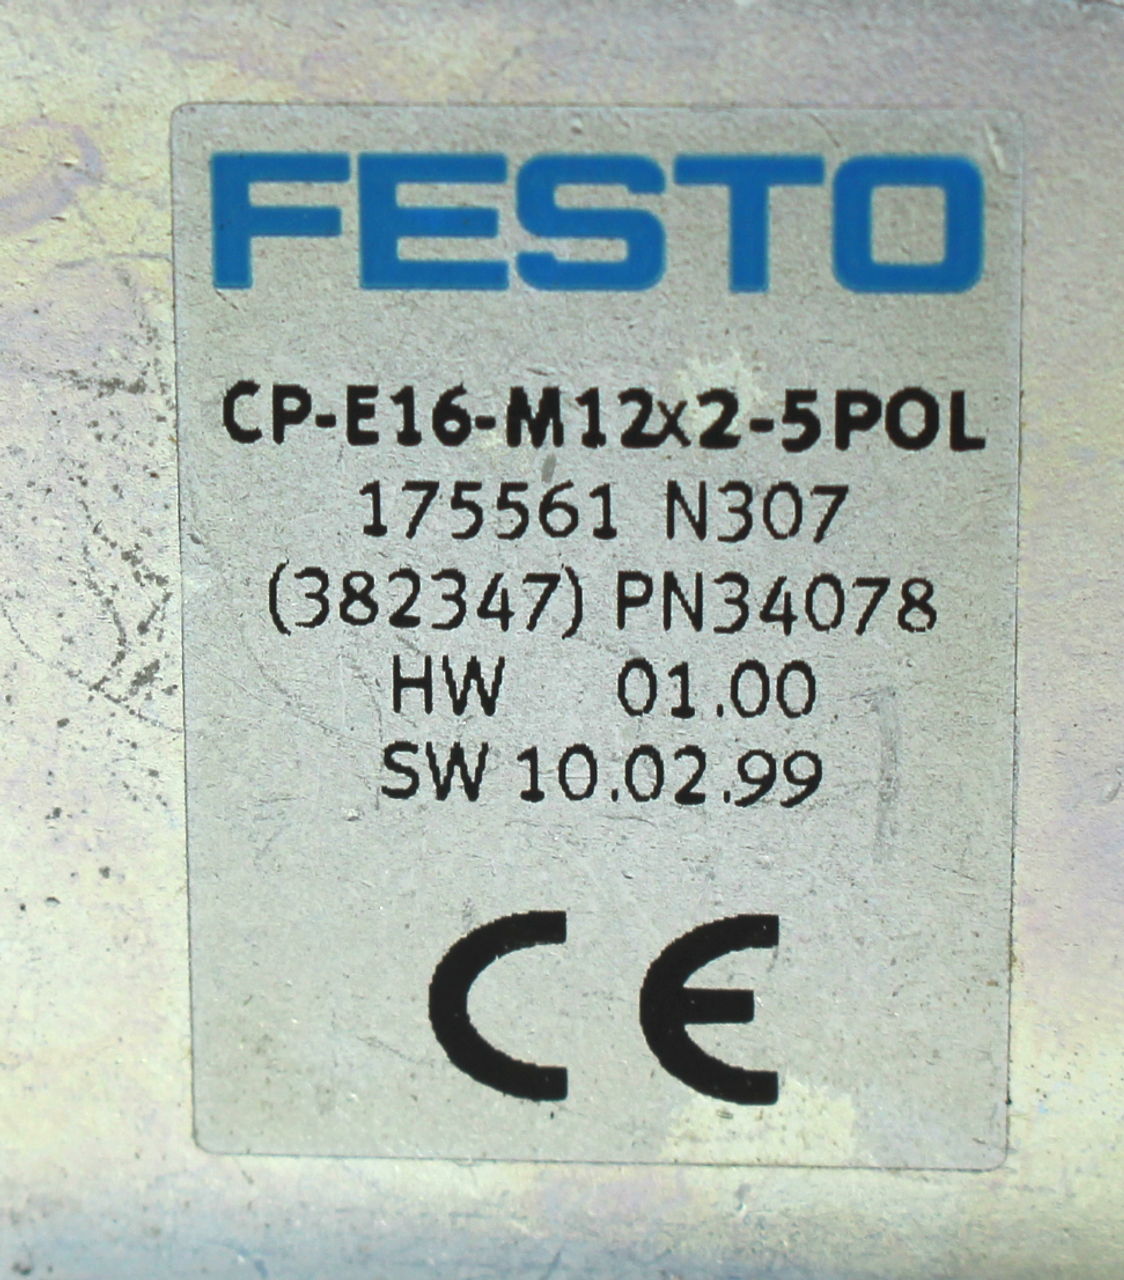 FESTO
CP-E16-M12x2-5POL
175561 N307
(382347) PN34078
HW 01.00
SW 10.02.99
CE